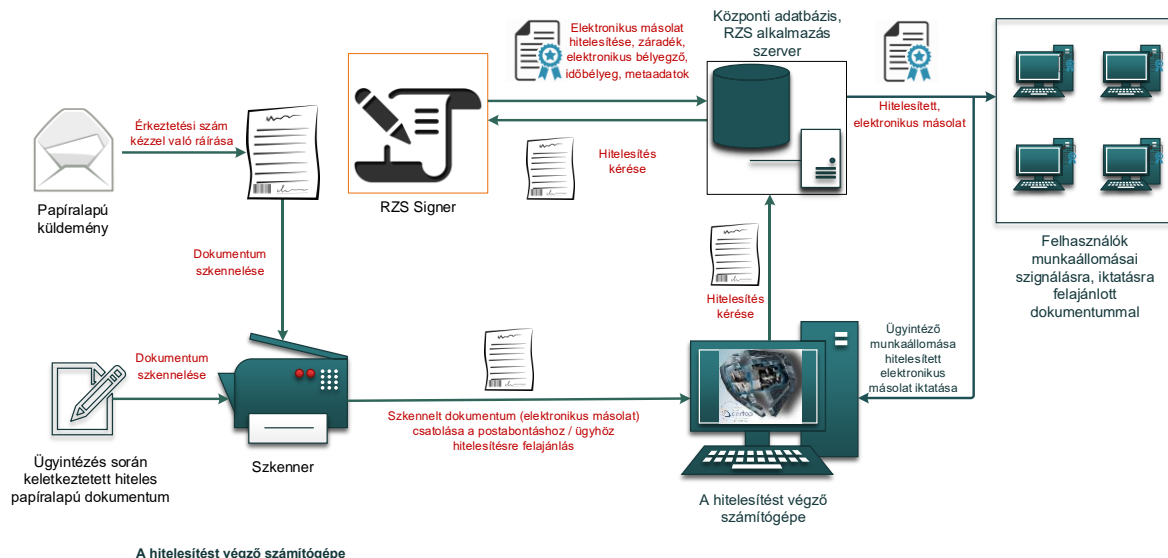 Elektronikus másolat
hitelesítése, záradék,
elektronikus bélyegző,
időbélyeg, metaadatok
Központi adatbázis,
RZS alkalmazás
szerver
Hitelesített,
elektronikus másolat
Érkeztetési szám
kézzel való ráírása
Hitelesítés
kérése
Papíralapú
küldemény
RZS Signer
Felhasználók
munkaállomásai
szignálásra, iktatásra
felajánlott
dokumentummal
Dokumentum
szkennelése
Hitelesítés
kérése
Dokumentum
szkennelése
Ügyintéző
munkaállomása
hitelesített
elektronikus
másolat iktatása
Szkennelt dokumentum (elektronikus másolat)
csatolása a postabontáshoz / ügyhöz
hitelesítésre felajánlás
Szkenner
Ügyintézés során
keletkeztetett hiteles
papíralapú dokumentum
A hitelesítést végző
számítógépe
A hitelesítést végző számítógépe